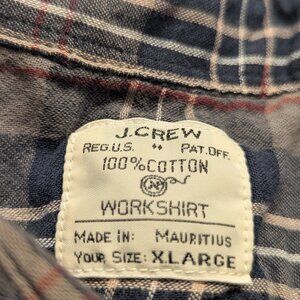 J.CREW
REG.U.S. PAT.OFF.
100% COTTON
WORKSHIRT
MADE IN: MAURITIUS
YOUR SIZE: X-LARGE